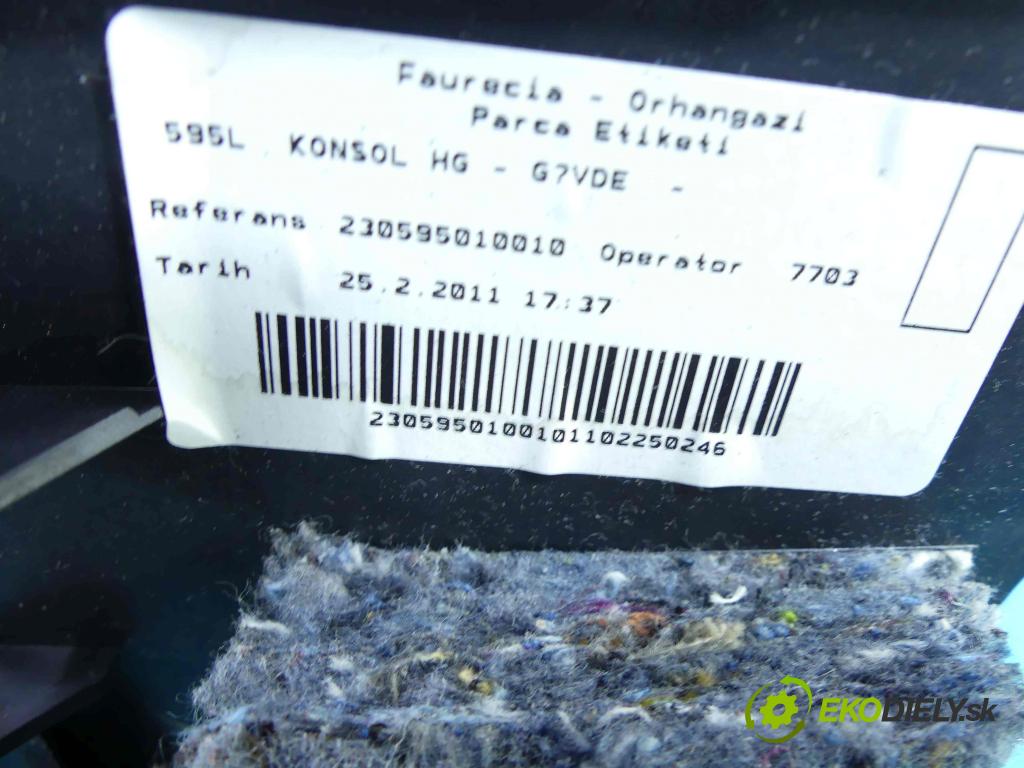 Faurecia - Orhangazi
Parca Etiketi
595L KONSOL HG - G?VDE -
Referans 230595010010 Operator 7703
Tarih 25.2.2011 17:37
2305950100101102250246
EKODIELY.sk